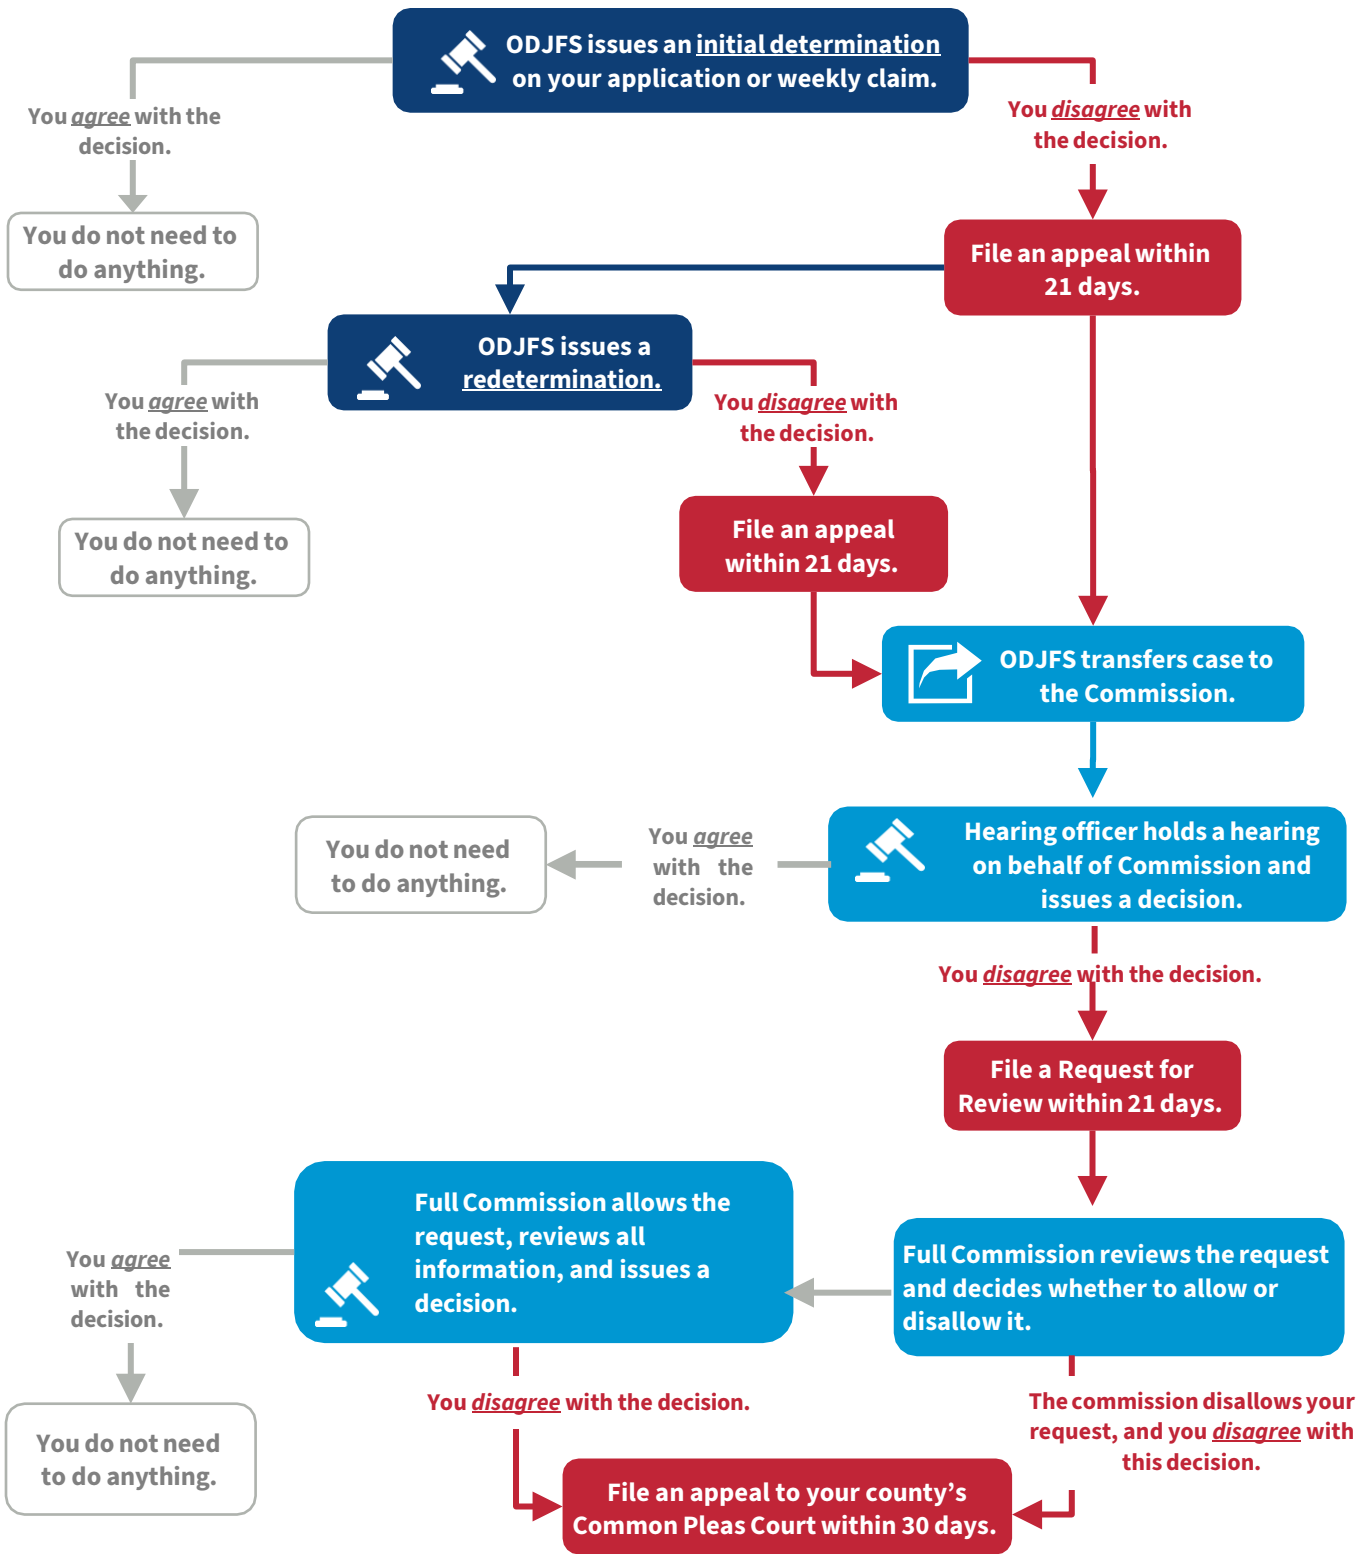 ODJFS issues an initial determination
on your application or weekly claim.
You agree with the
decision.
You disagree with
the decision.
You do not need to
do anything.
File an appeal within
21 days.
ODJFS issues a
redetermination.
You agree with
the decision.
You disagree with
the decision.
You do not need to
do anything.
File an appeal
within 21 days.
ODJFS transfers case to
the Commission.
Hearing officer holds a hearing
on behalf of Commission and
issues a decision.
You agree
with the
decision.
You do not need
to do anything.
You disagree with the decision.
File a Request for
Review within 21 days.
Full Commission reviews the request
and decides whether to allow or
disallow it.
Full Commission allows the
request, reviews all
information, and issues a
decision.
You agree
with the
decision.
You do not need
to do anything.
You disagree with the decision.
The commission disallows your
request, and you disagree with
this decision.
File an appeal to your county’s
Common Pleas Court within 30 days.